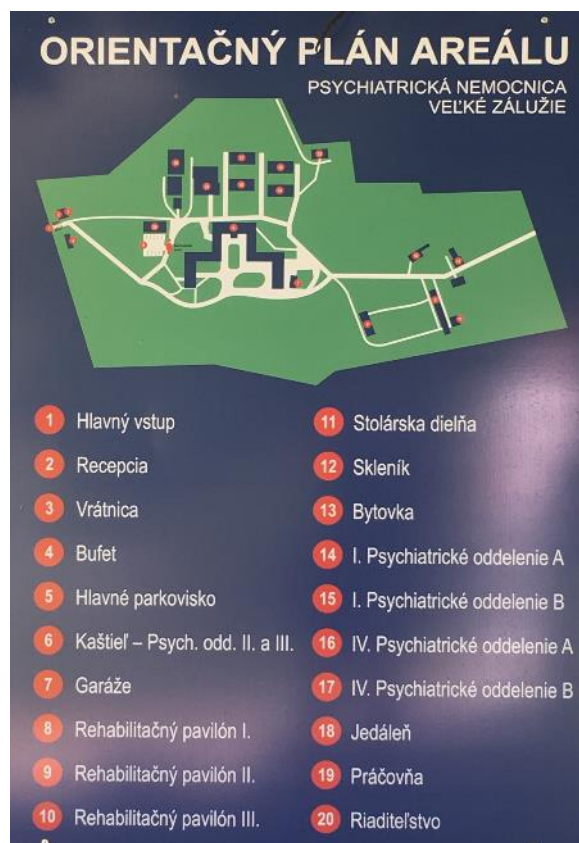 ORIENTAČNÝ PLÁN AREÁLU
PSYCHIATRICKÁ NEMOCNICA
VEĽKÉ ZÁLUŽIE
1 Hlavný vstup
2 Recepcia
3 Vrátnica
4 Bufet
5 Hlavné parkovisko
6 Kaštieľ – Psych. odd. II. a III.
7 Garáže
8 Rehabilitačný pavilón I.
9 Rehabilitačný pavilón II.
10 Rehabilitačný pavilón III.
11 Stolárska dielňa
12 Skleník
13 Bytovka
14 I. Psychiatrické oddelenie A
15 I. Psychiatrické oddelenie B
16 IV. Psychiatrické oddelenie A
17 IV. Psychiatrické oddelenie B
18 Jedáleň
19 Práčovňa
20 Riaditeľstvo